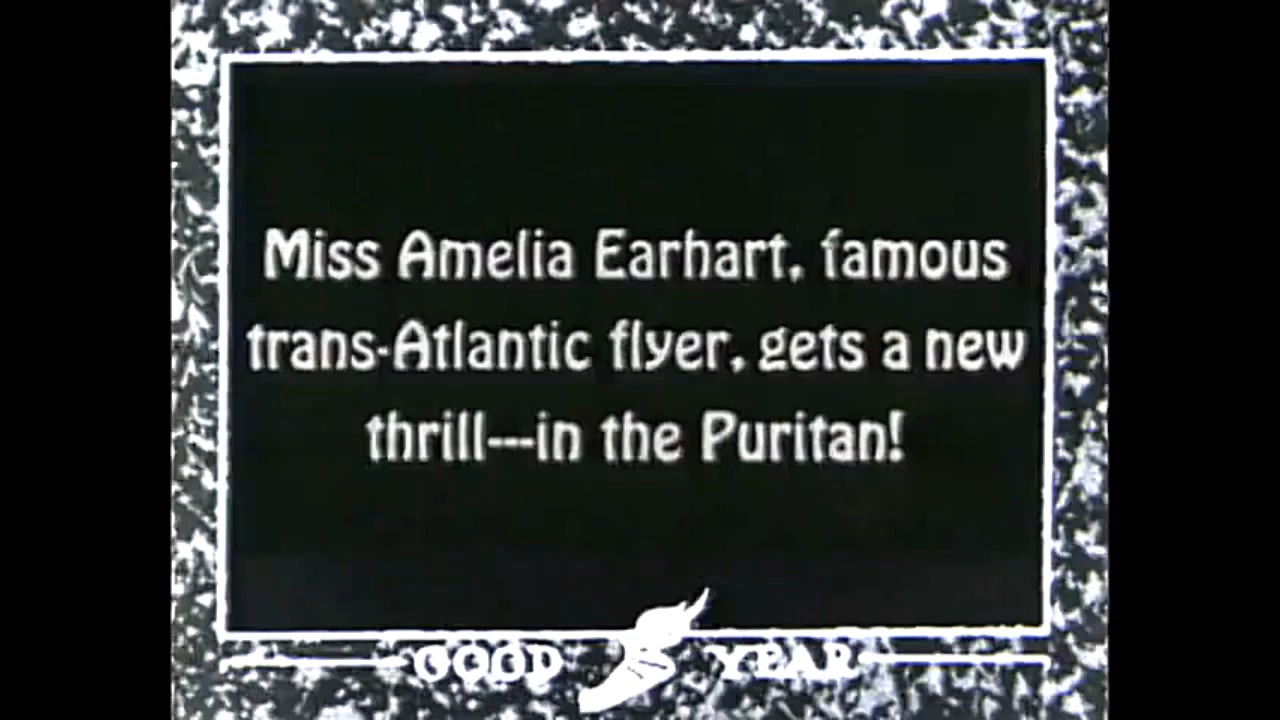 Miss Amelia Earhart, famous
trans-Atlantic flyer, gets a new
thrill---in the Puritan!
GOOD YEAR